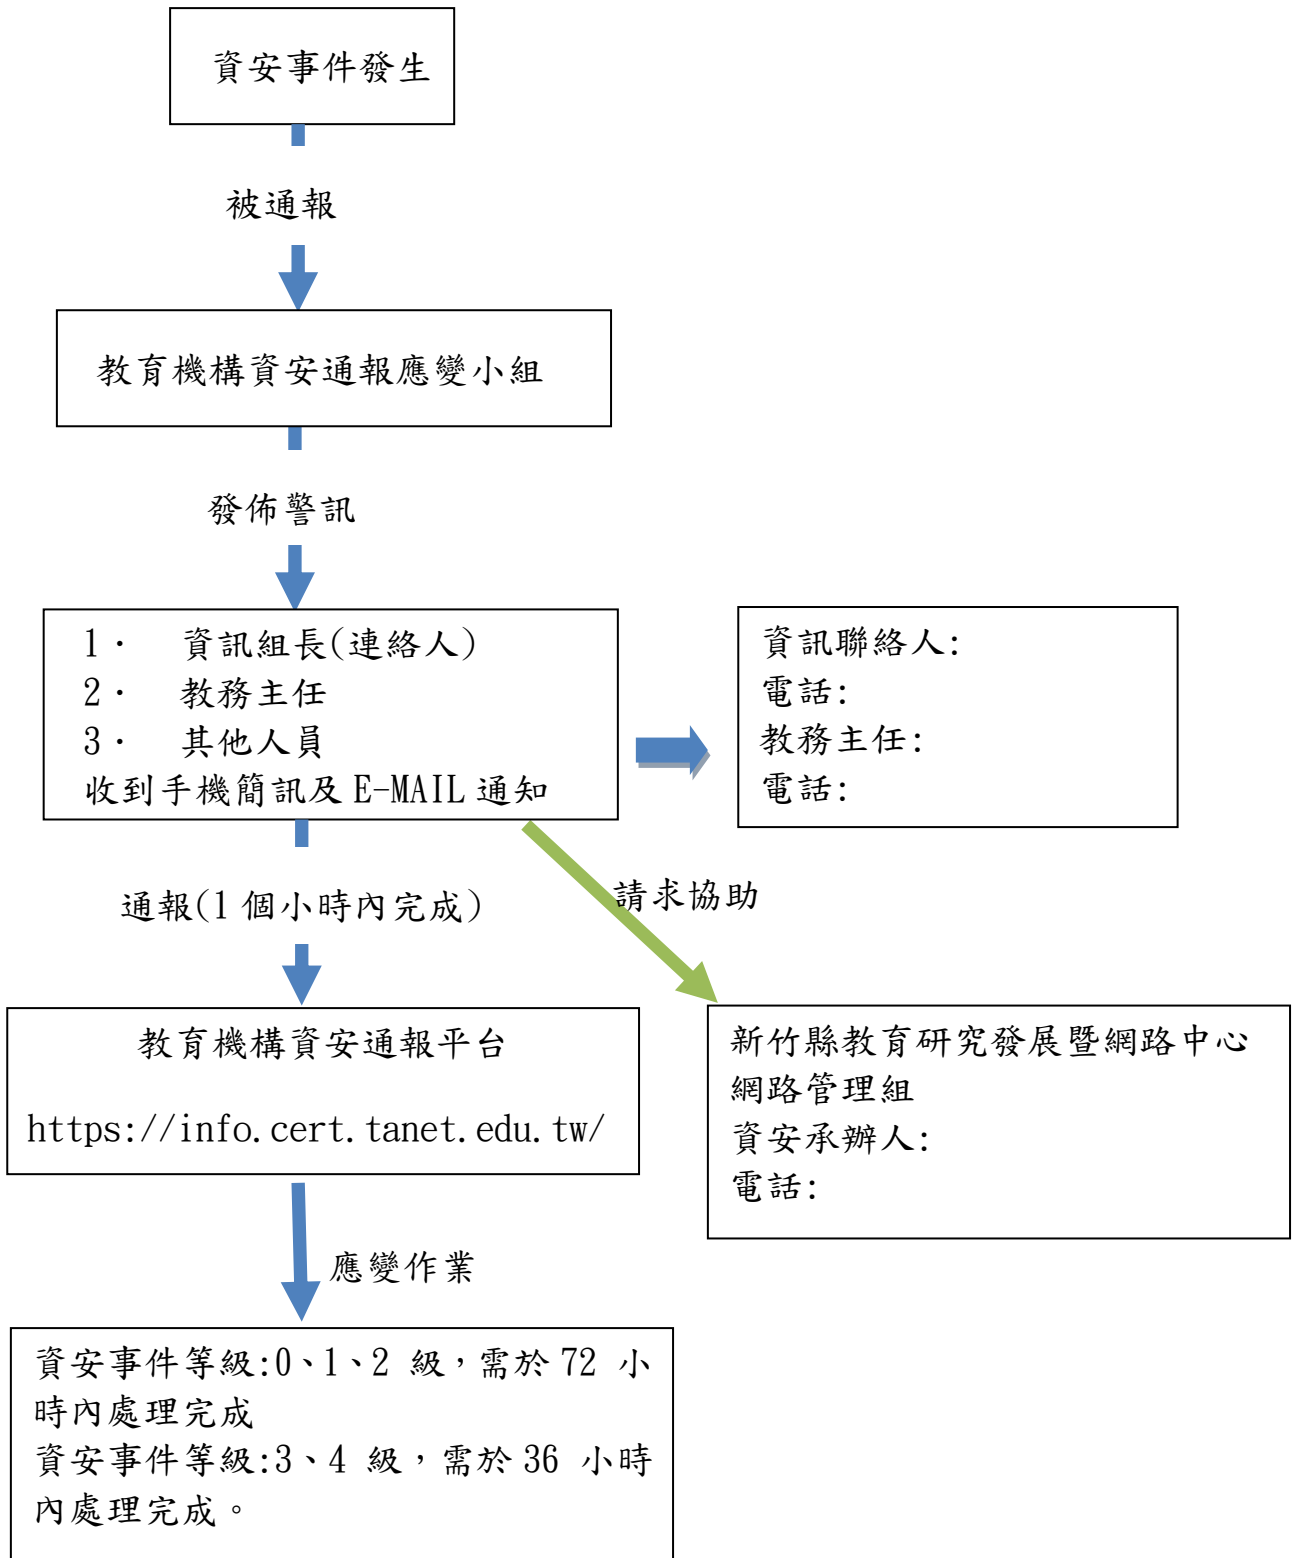 資安事件發生
被通報
教育機構資安通報應變小組
發佈警訊
1. 資訊組長(連絡人)
2. 教務主任
3. 其他人員
收到手機簡訊及 E-MAIL 通知
資訊聯絡人:
電話:
教務主任:
電話:
通報(1 個小時內完成)
請求協助
教育機構資安通報平台
https://info.cert.tanet.edu.tw/
新竹縣教育研究發展暨網路中心
網路管理組
資安承辦人:
電話:
應變作業
資安事件等級:0、1、2 級，需於 72 小
時內處理完成
資安事件等級:3、4 級，需於 36 小時
內處理完成。